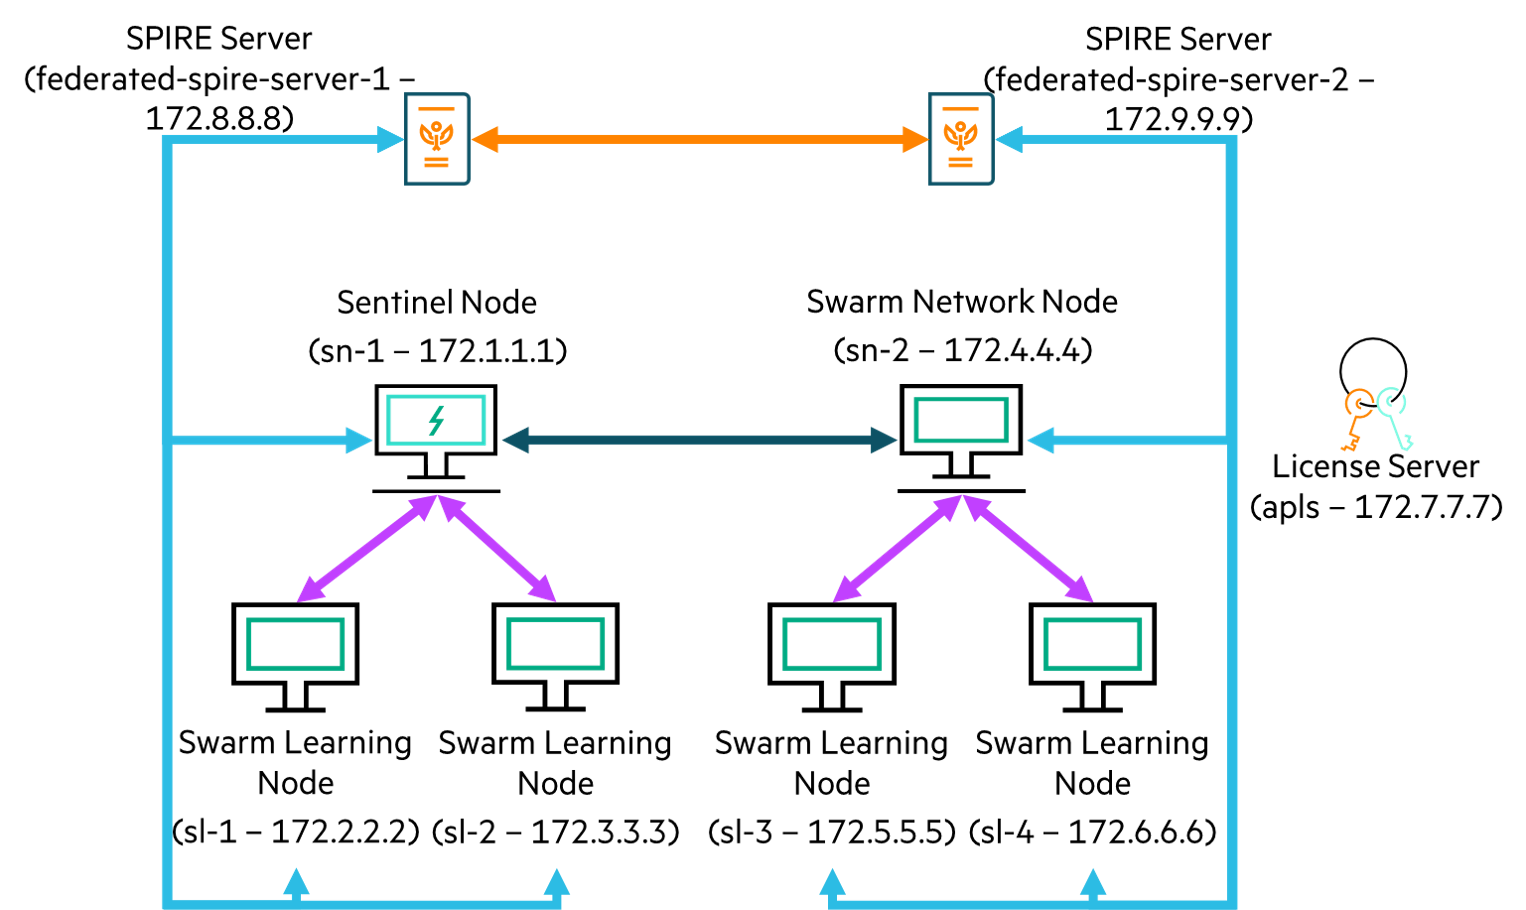 SPIRE Server
(federated-spire-server-1 –
172.8.8.8)
SPIRE Server
(federated-spire-server-2 –
172.9.9.9)
Sentinel Node
(sn-1 – 172.1.1.1)
Swarm Network Node
(sn-2 – 172.4.4.4)
License Server
(apls – 172.7.7.7)
Swarm Learning
Node
(sl-1 – 172.2.2.2)
Swarm Learning
Node
(sl-2 – 172.3.3.3)
Swarm Learning
Node
(sl-3 – 172.5.5.5)
Swarm Learning
Node
(sl-4 – 172.6.6.6)